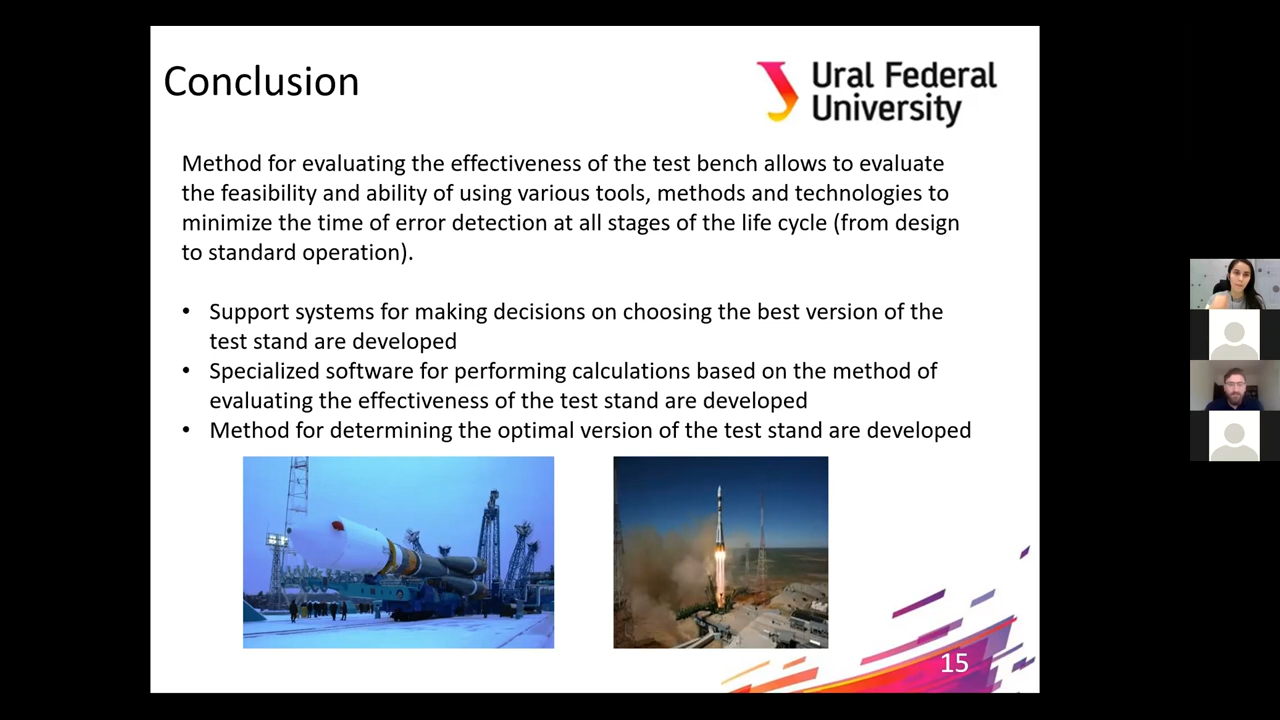 Conclusion
Ural Federal
University
Method for evaluating the effectiveness of the test bench allows to evaluate
the feasibility and ability of using various tools, methods and technologies to
minimize the time of error detection at all stages of the life cycle (from design
to standard operation).
• Support systems for making decisions on choosing the best version of the
test stand are developed
• Specialized software for performing calculations based on the method of
evaluating the effectiveness of the test stand are developed
• Method for determining the optimal version of the test stand are developed
15